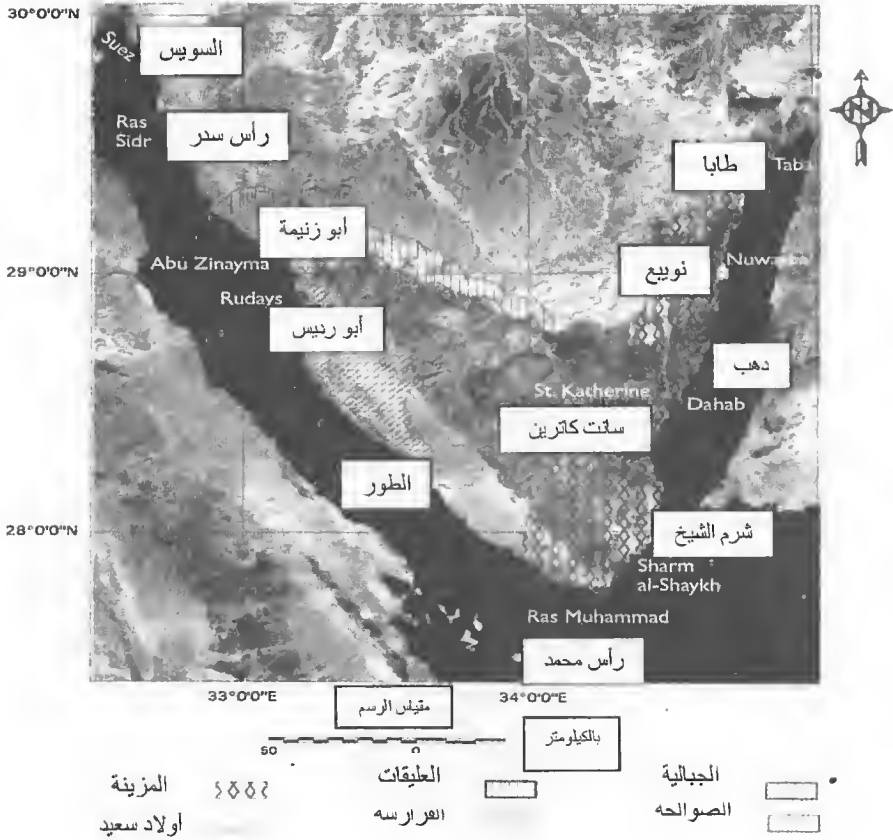 30°0'0"N
Suez
السويس
Ras
Sidr
رأس سدر
طابا
Taba
أبو زنيمة
Abu Zinayma
29°0'0"N
نويبع
Rudays
أبو رنيس
دهب
St. Katherine
Dahab
سانت كاترين
الطور
28°0'0"N
شرم الشيخ
Sharm
al-Shaykh
Ras Muhammad
رأس محمد
33°0'0"E
34°0'0"E
مقياس الرسم
بالكيلومتر
50
0
الجبالية
العليقات
المزينة
الصوالحه
أولاد سعيد